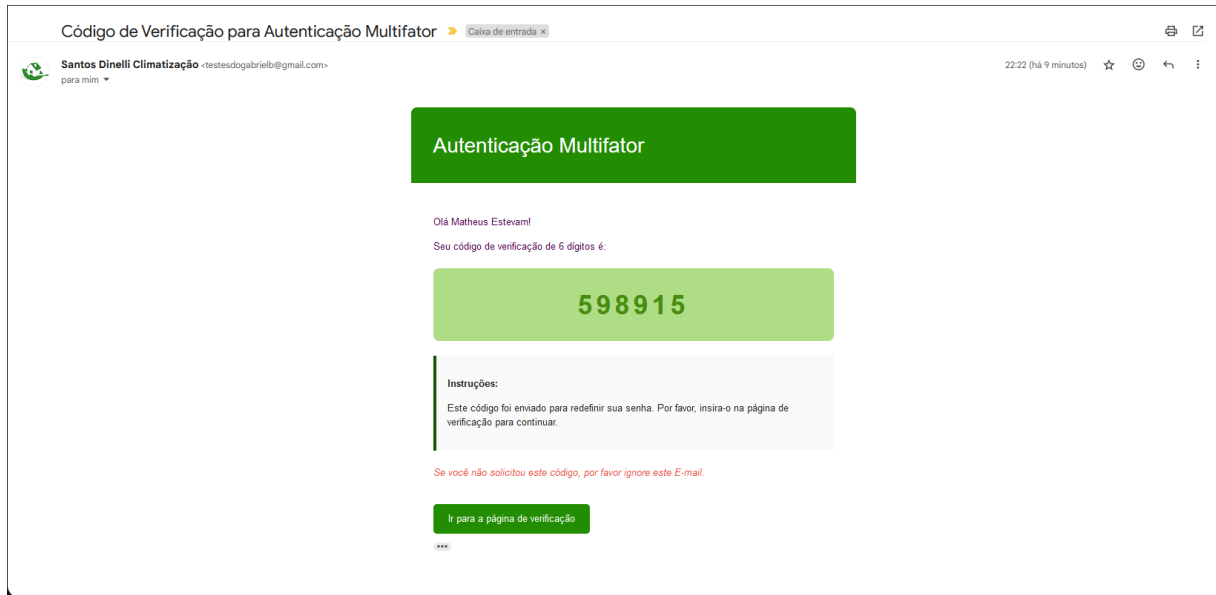 Código de Verificação para Autenticação Multifator Caixa de entrada ×
Santos Dinelli Climatização <testesdogabrielb@gmail.com> 22:22 (há 9 minutos)
para mim
Autenticação Multifator
Olá Matheus Estevam!
Seu código de verificação de 6 dígitos é:
598915
Instruções:
Este código foi enviado para redefinir sua senha. Por favor, insira-o na página de
verificação para continuar.
Se você não solicitou este código, por favor ignore este E-mail.
Ir para a página de verificação